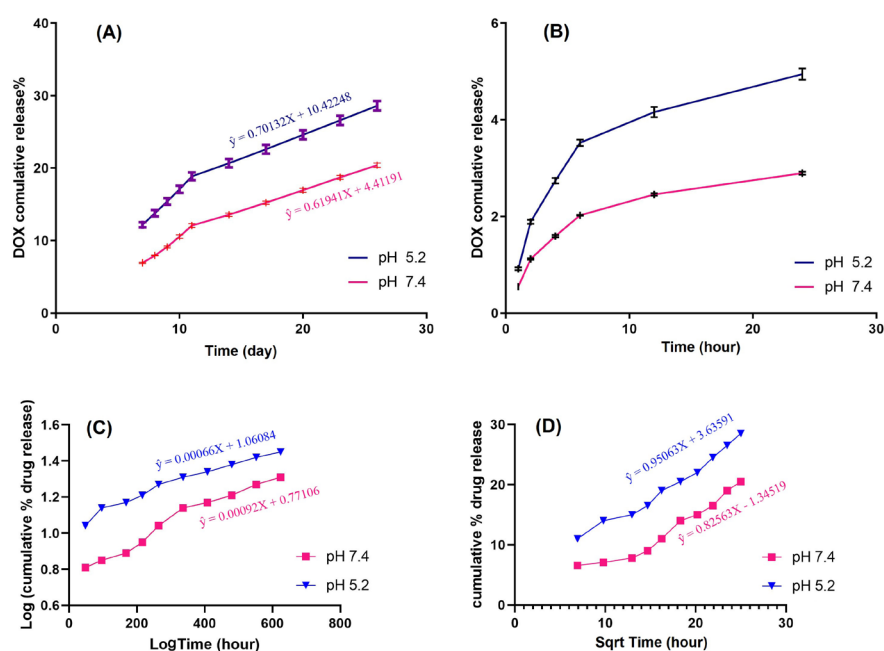 (A)
DOX comulative release%
40
30
20
10
0
0 10 20 30
Time (day)
ŷ = 0.70132X + 10.42248
ŷ = 0.61941X + 4.41191
pH 5.2
pH 7.4
(B)
DOX comulative release%
6
4
2
0
0 10 20 30
Time (hour)
pH 5.2
pH 7.4
(C)
Log (cumulative % drug release)
1.6
1.4
1.2
1.0
0.8
0.6
0 200 400 600 800
LogTime (hour)
ŷ = 0.00066X + 1.06084
ŷ = 0.00092X + 0.77106
pH 7.4
pH 5.2
(D)
cumulative % drug release
30
20
10
0
0 10 20 30
Sqrt Time (hour)
ŷ = 0.95063X + 3.63591
ŷ = 0.82563X - 1.34519
pH 7.4
pH 5.2